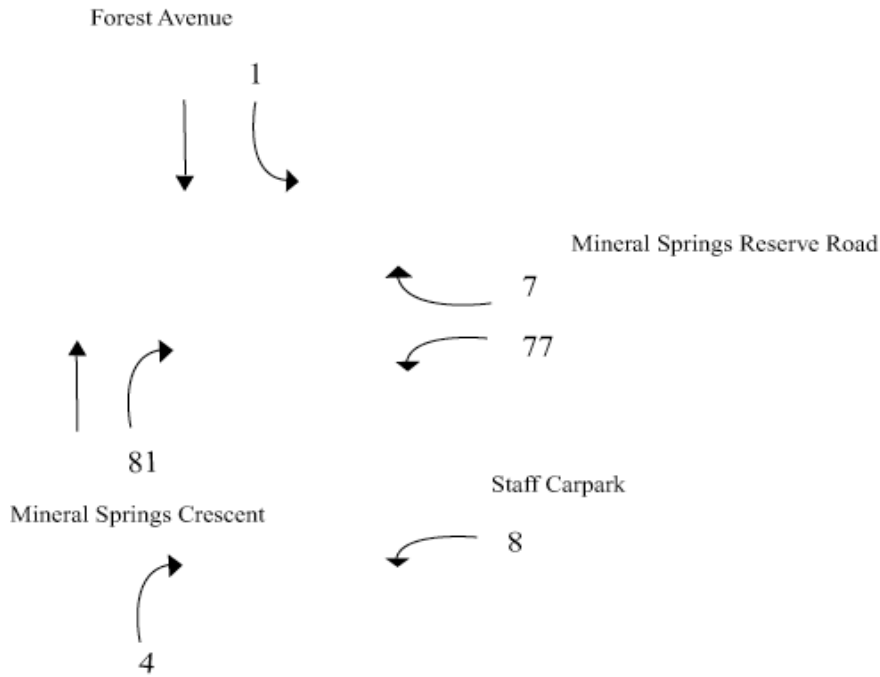 Forest Avenue
1
Mineral Springs Reserve Road
7
77
81
Staff Carpark
Mineral Springs Crescent
8
4